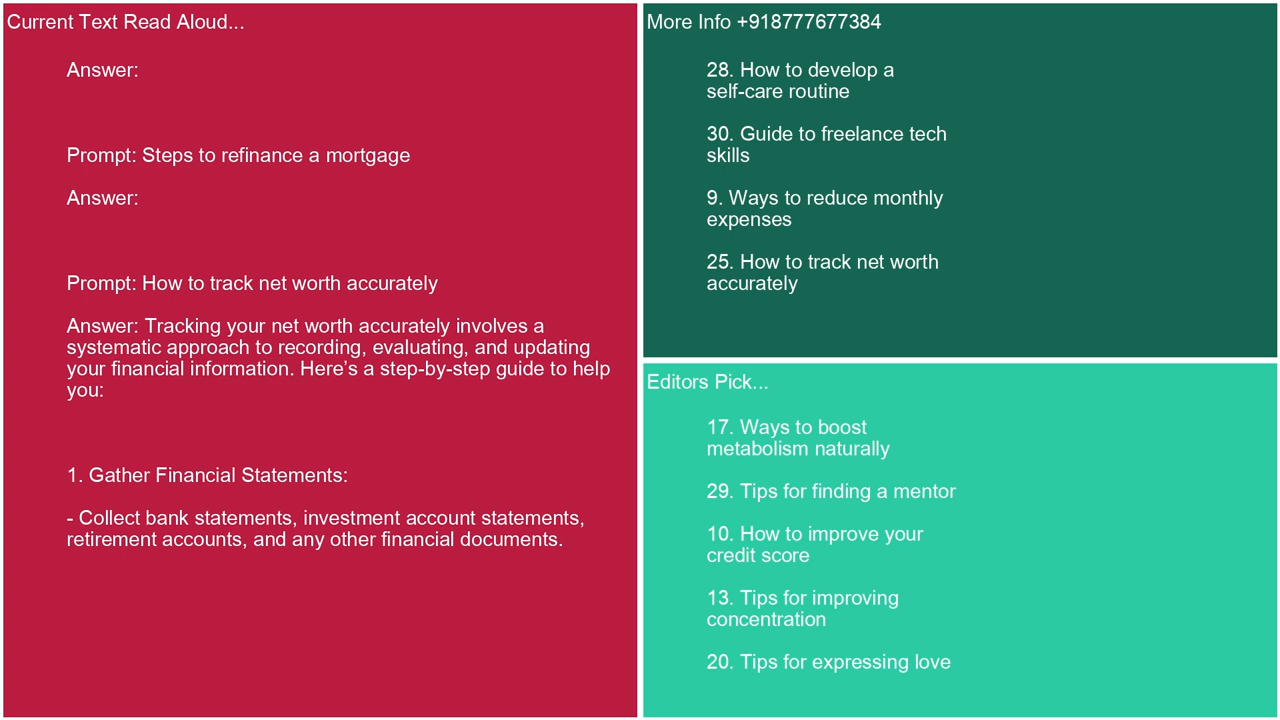 Current Text Read Aloud...
Answer:
Prompt: Steps to refinance a mortgage
Answer:
Prompt: How to track net worth accurately
Answer: Tracking your net worth accurately involves a
systematic approach to recording, evaluating, and updating
your financial information. Here’s a step-by-step guide to help
you:
1. Gather Financial Statements:
- Collect bank statements, investment account statements,
retirement accounts, and any other financial documents.
More Info +918777677384
28. How to develop a
self-care routine
30. Guide to freelance tech
skills
9. Ways to reduce monthly
expenses
25. How to track net worth
accurately
Editors Pick...
17. Ways to boost
metabolism naturally
29. Tips for finding a mentor
10. How to improve your
credit score
13. Tips for improving
concentration
20. Tips for expressing love